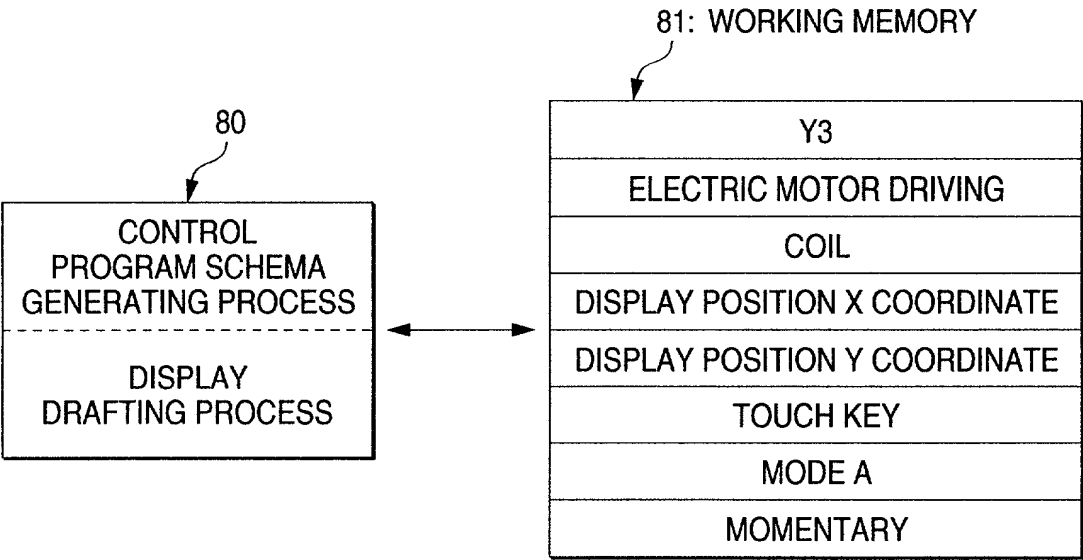 81: WORKING MEMORY
80
CONTROL
PROGRAM SCHEMA
GENERATING PROCESS
DISPLAY
DRAFTING PROCESS
Y3
ELECTRIC MOTOR DRIVING
COIL
DISPLAY POSITION X COORDINATE
DISPLAY POSITION Y COORDINATE
TOUCH KEY
MODE A
MOMENTARY